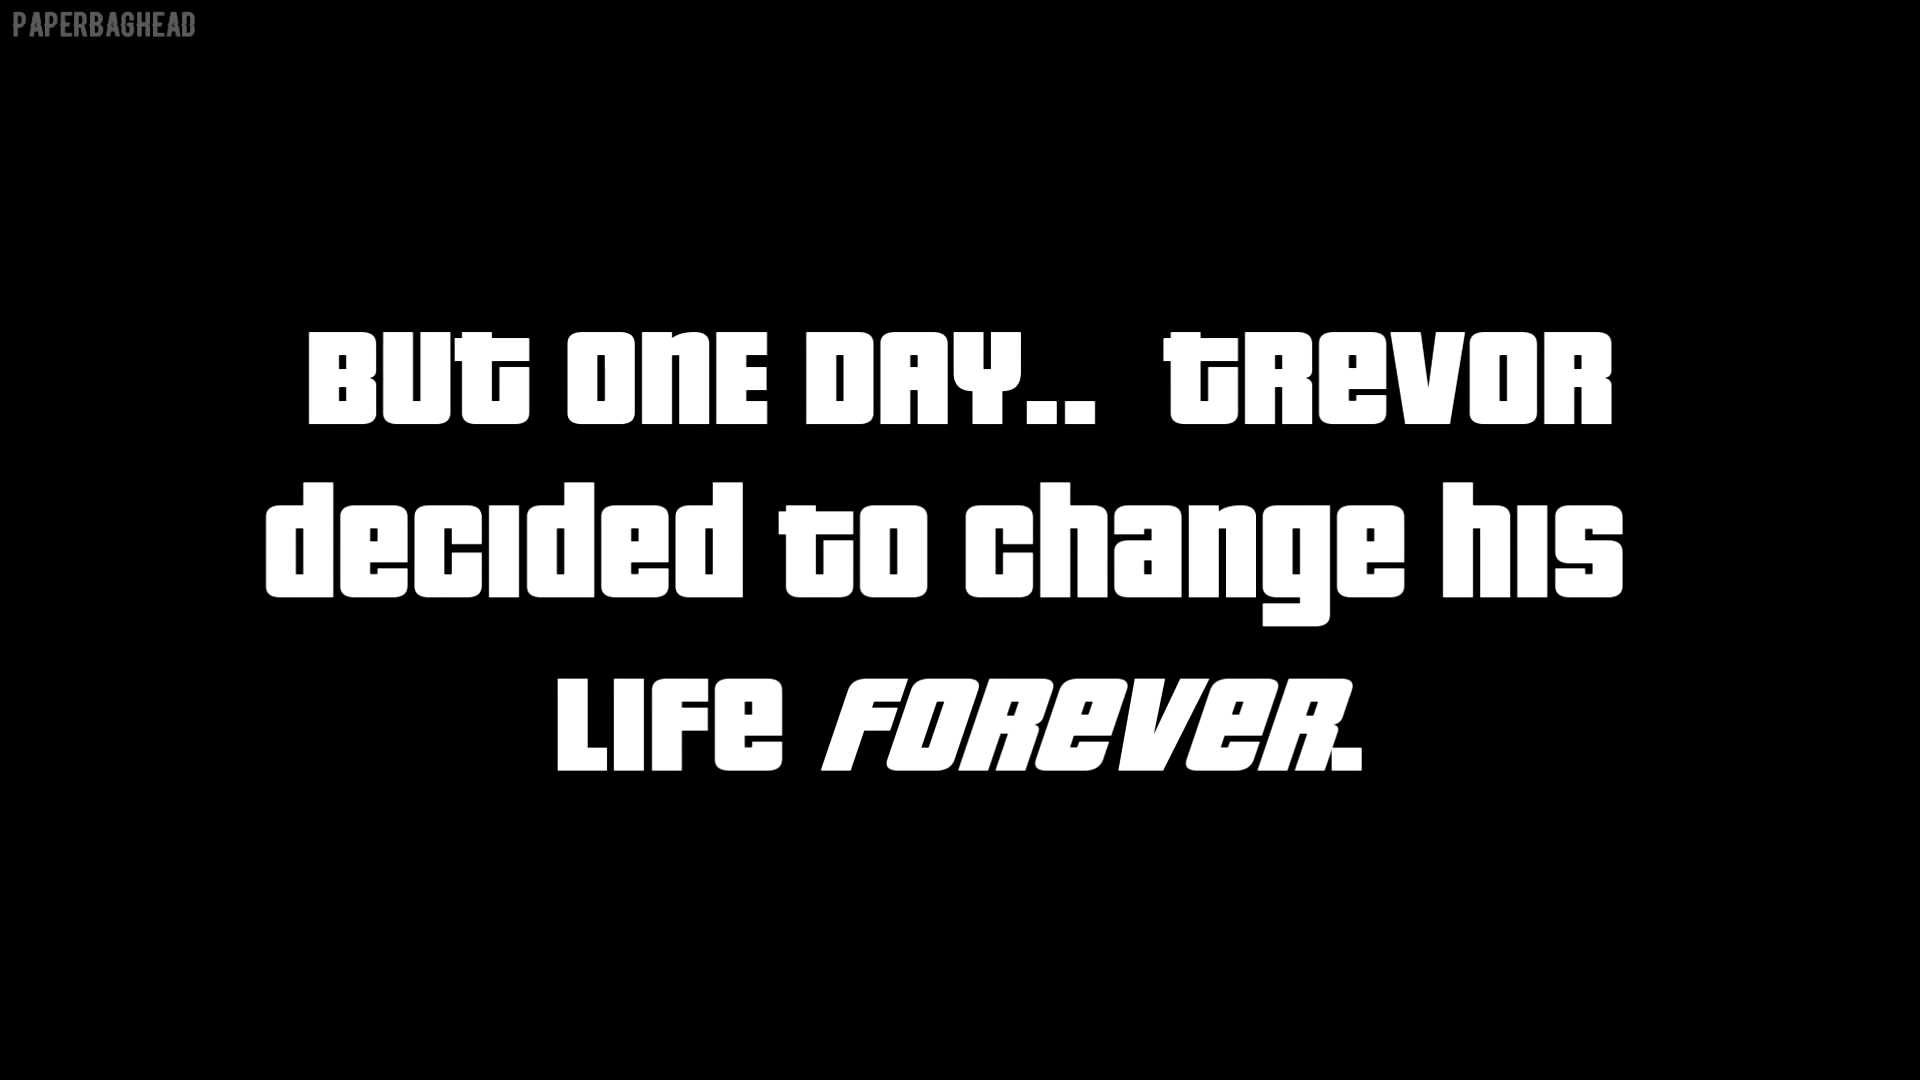 PAPERBAGHEAD
But one day.. Trevor
decided to change his
life forever.